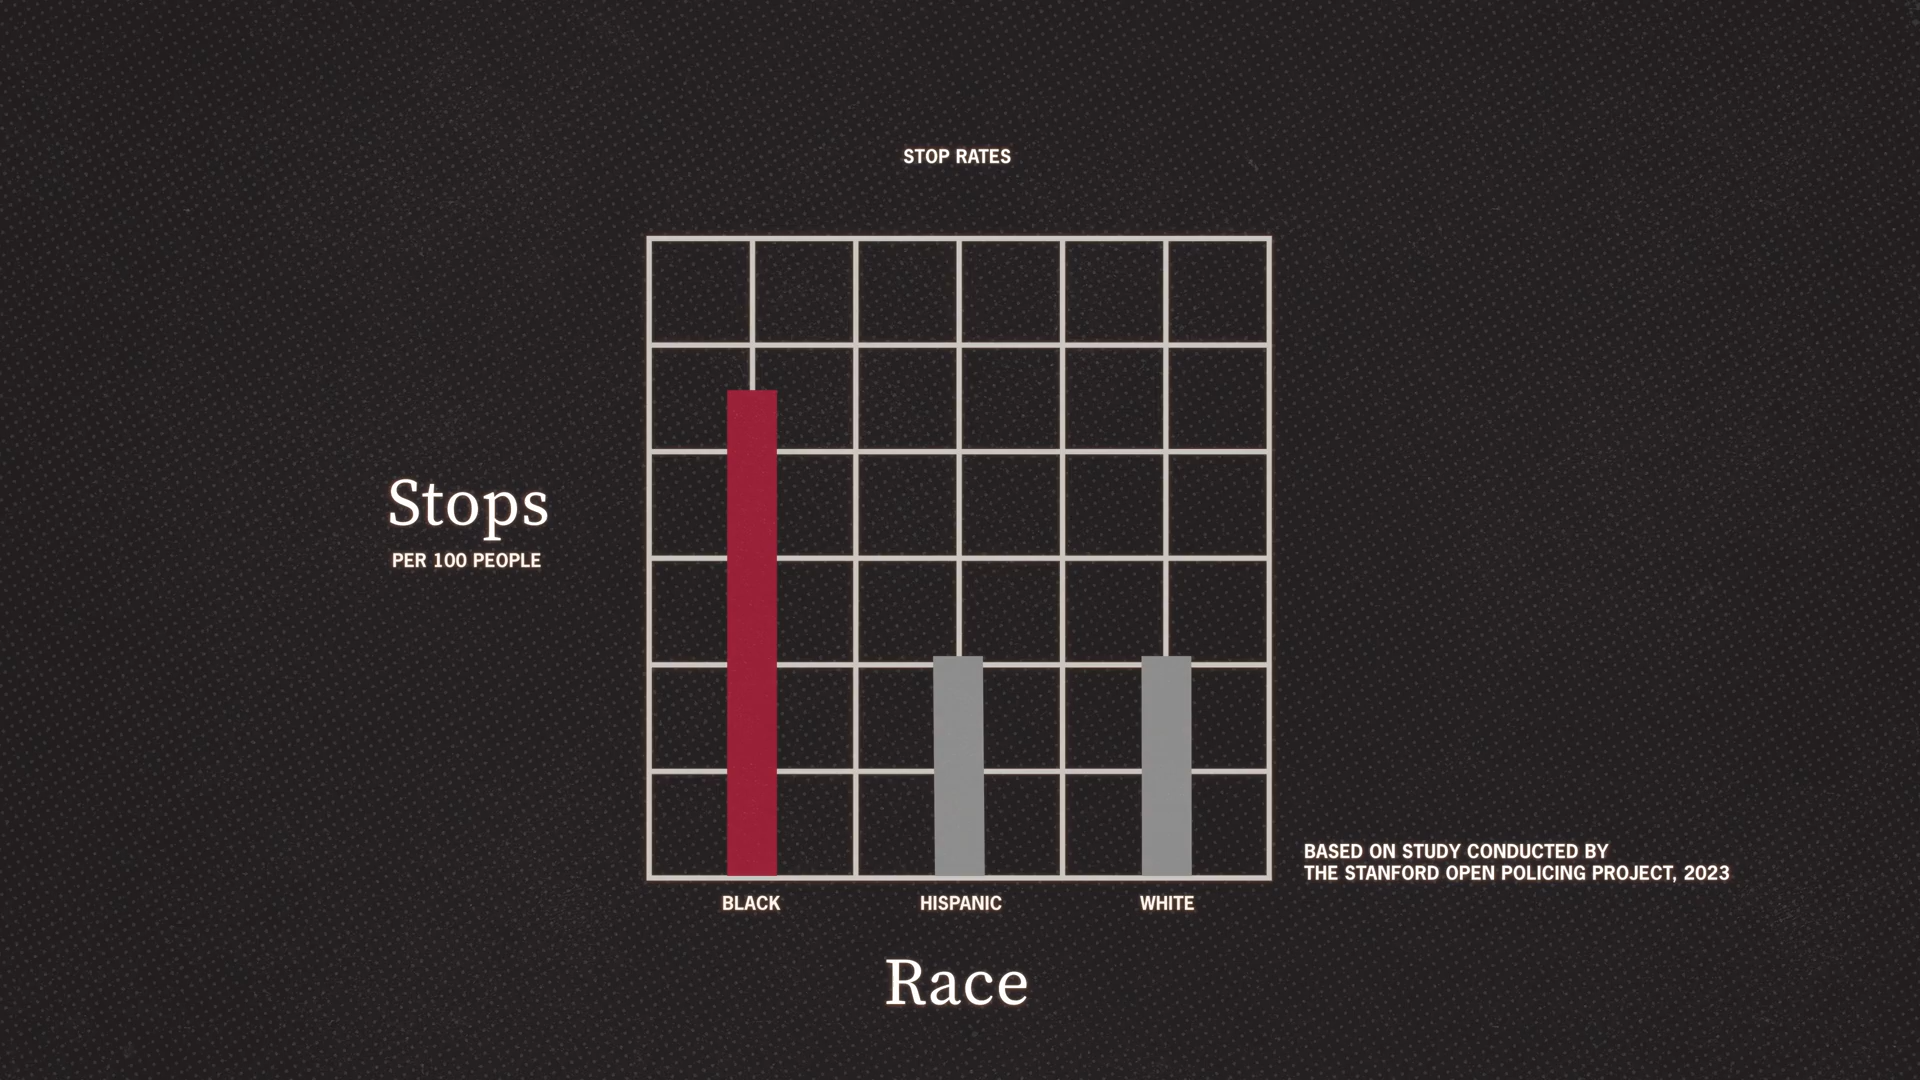 STOP RATES
Stops
PER 100 PEOPLE
BASED ON STUDY CONDUCTED BY
THE STANFORD OPEN POLICING PROJECT, 2023
BLACK
HISPANIC
WHITE
Race